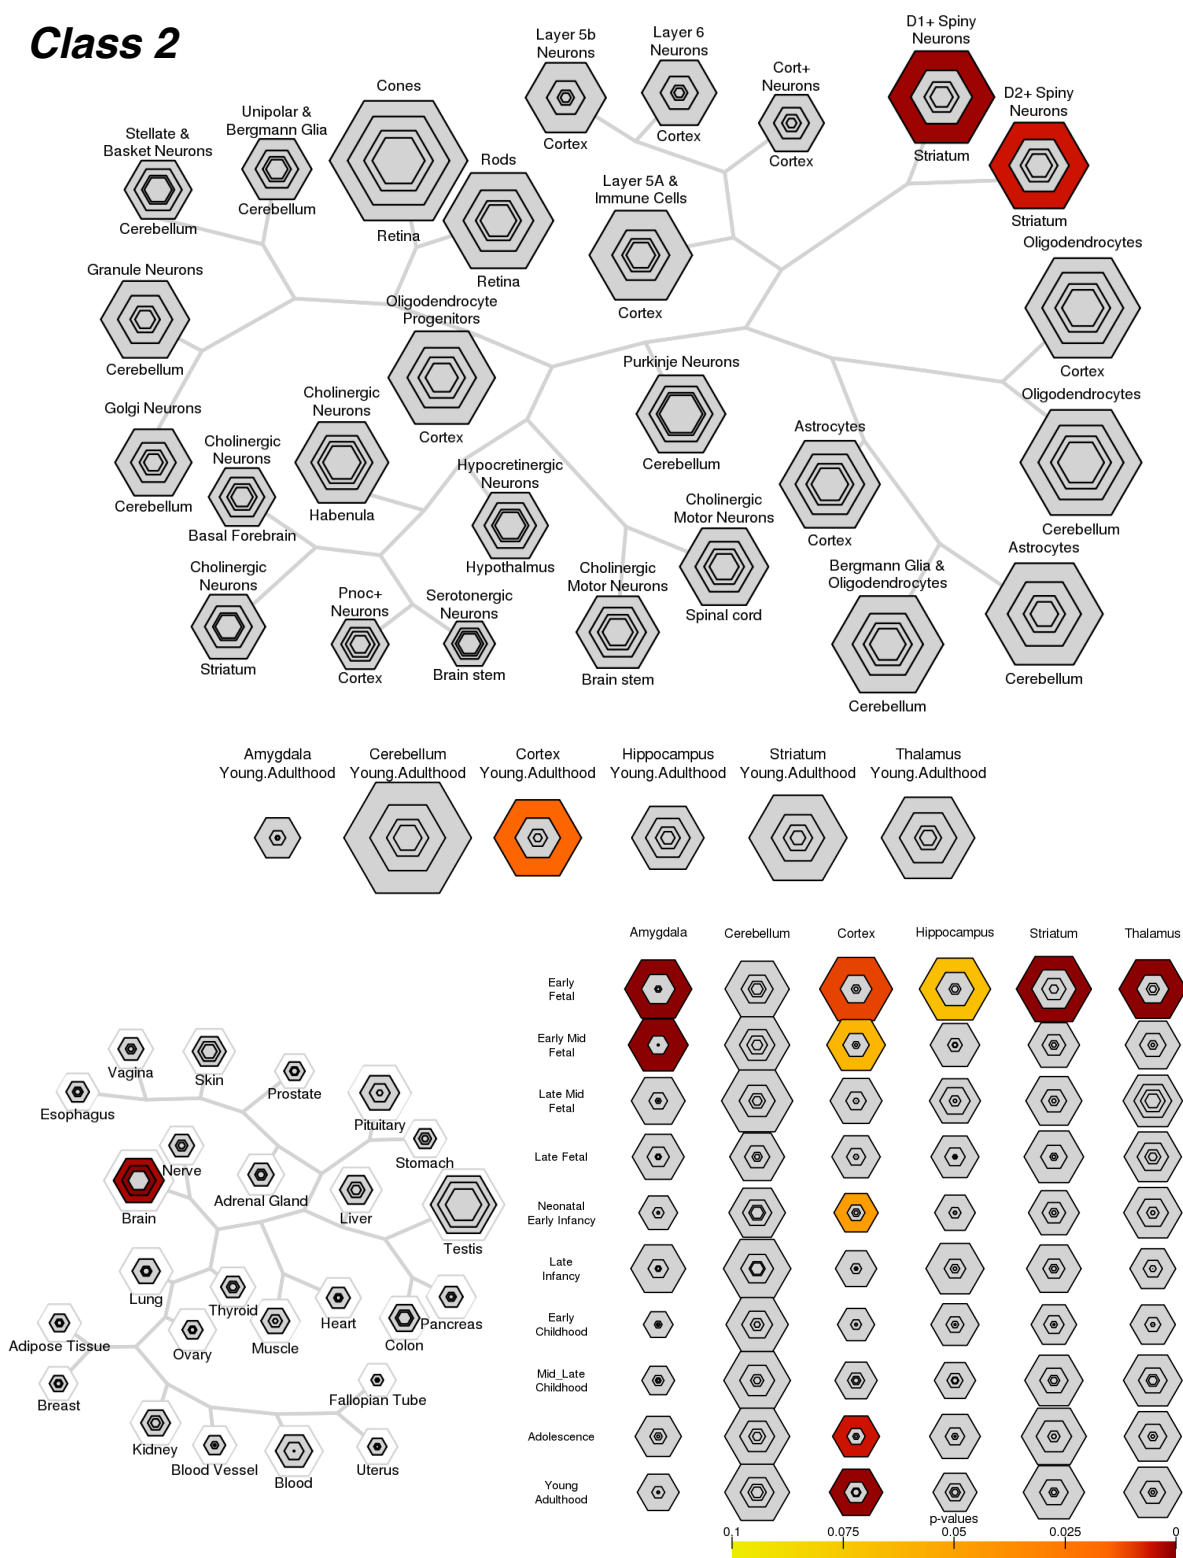 Class 2
Layer 5b
Neurons
Cortex
Layer 6
Neurons
Cortex
Cort+
Neurons
Cortex
D1+ Spiny
Neurons
Striatum
D2+ Spiny
Neurons
Striatum
Cones
Retina
Rods
Retina
Unipolar &
Bergmann Glia
Cerebellum
Stellate &
Basket Neurons
Cerebellum
Layer 5A &
Immune Cells
Cortex
Oligodendrocytes
Cortex
Granule Neurons
Cerebellum
Oligodendrocyte
Progenitors
Cortex
Purkinje Neurons
Cerebellum
Oligodendrocytes
Cerebellum
Golgi Neurons
Cerebellum
Cholinergic
Neurons
Habenula
Cholinergic
Neurons
Basal Forebrain
Hypocretinergic
Neurons
Hypothalmus
Astrocytes
Cortex
Cholinergic
Motor Neurons
Spinal cord
Cholinergic
Neurons
Striatum
Pnoc+
Neurons
Cortex
Serotonergic
Neurons
Brain stem
Cholinergic
Motor Neurons
Brain stem
Bergmann Glia &
Oligodendrocytes
Cerebellum
Astrocytes
Cerebellum
Amygdala
Young.Adulthood
Cerebellum
Young.Adulthood
Cortex
Young.Adulthood
Hippocampus
Young.Adulthood
Striatum
Young.Adulthood
Thalamus
Young.Adulthood
Vagina
Skin
Prostate
Esophagus
Pituitary
Nerve
Stomach
Adrenal Gland
Brain
Liver
Testis
Lung
Thyroid
Heart
Pancreas
Adipose Tissue
Ovary
Muscle
Colon
Breast
Fallopian Tube
Kidney
Blood Vessel
Blood
Uterus
Amygdala Cerebellum Cortex Hippocampus Striatum Thalamus
Early
Fetal
Early Mid
Fetal
Late Mid
Fetal
Late Fetal
Neonatal
Early Infancy
Late
Infancy
Early
Childhood
Mid_Late
Childhood
Adolescence
Young
Adulthood
p-values
0.1 0.075 0.05 0.025 0